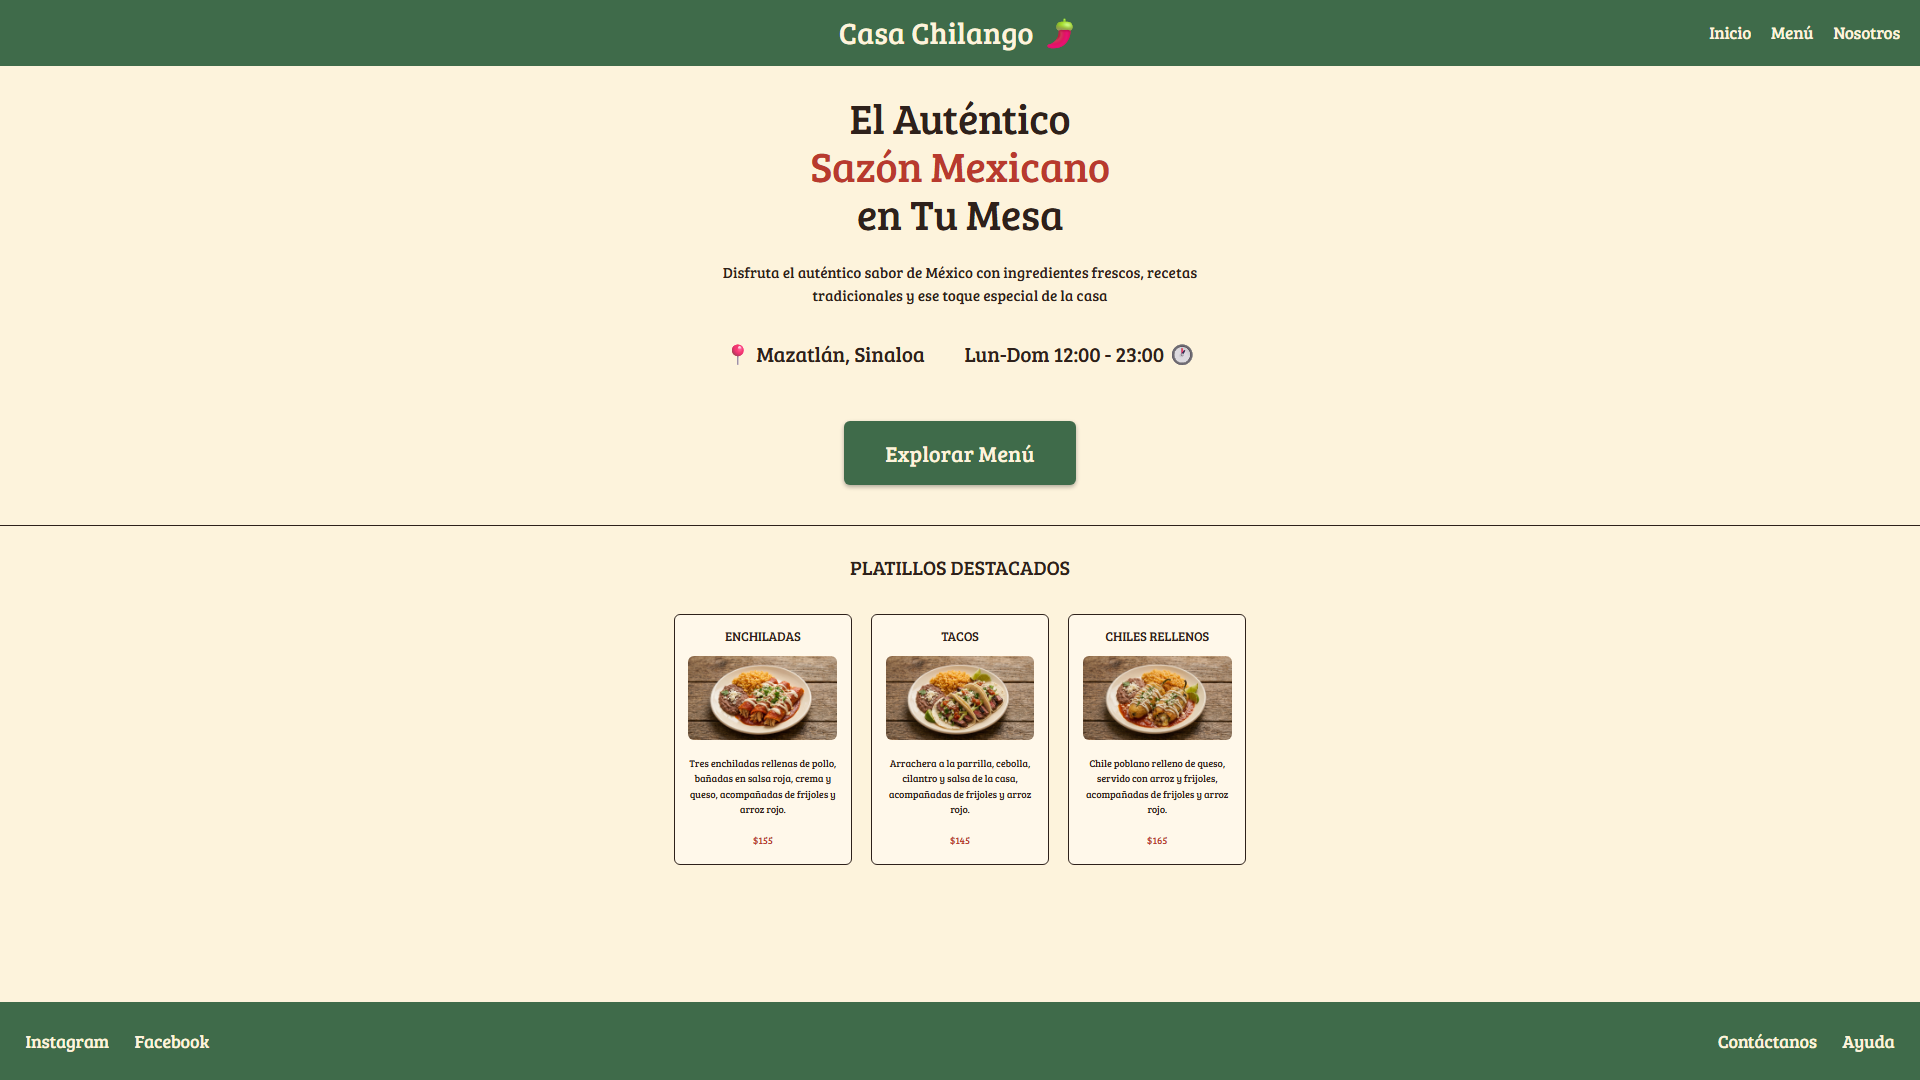 Casa Chilango
Inicio Menú Nosotros
El Auténtico
Sazón Mexicano
en Tu Mesa
Disfruta el auténtico sabor de México con ingredientes frescos, recetas
tradicionales y ese toque especial de la casa
Mazatlán, Sinaloa
Lun-Dom 12:00 - 23:00
Explorar Menú
PLATILLOS DESTACADOS
ENCHILADAS
Tres enchiladas rellenas de pollo,
bañadas en salsa roja, crema y
queso, acompañadas de frijoles y
arroz rojo.
$155
TACOS
Arrachera a la parrilla, cebolla,
cilantro y salsa de la casa,
acompañadas de frijoles y arroz
rojo.
$145
CHILES RELLENOS
Chile poblano relleno de queso,
servido con arroz y frijoles,
acompañadas de frijoles y arroz
rojo.
$165
Instagram Facebook
Contáctanos Ayuda